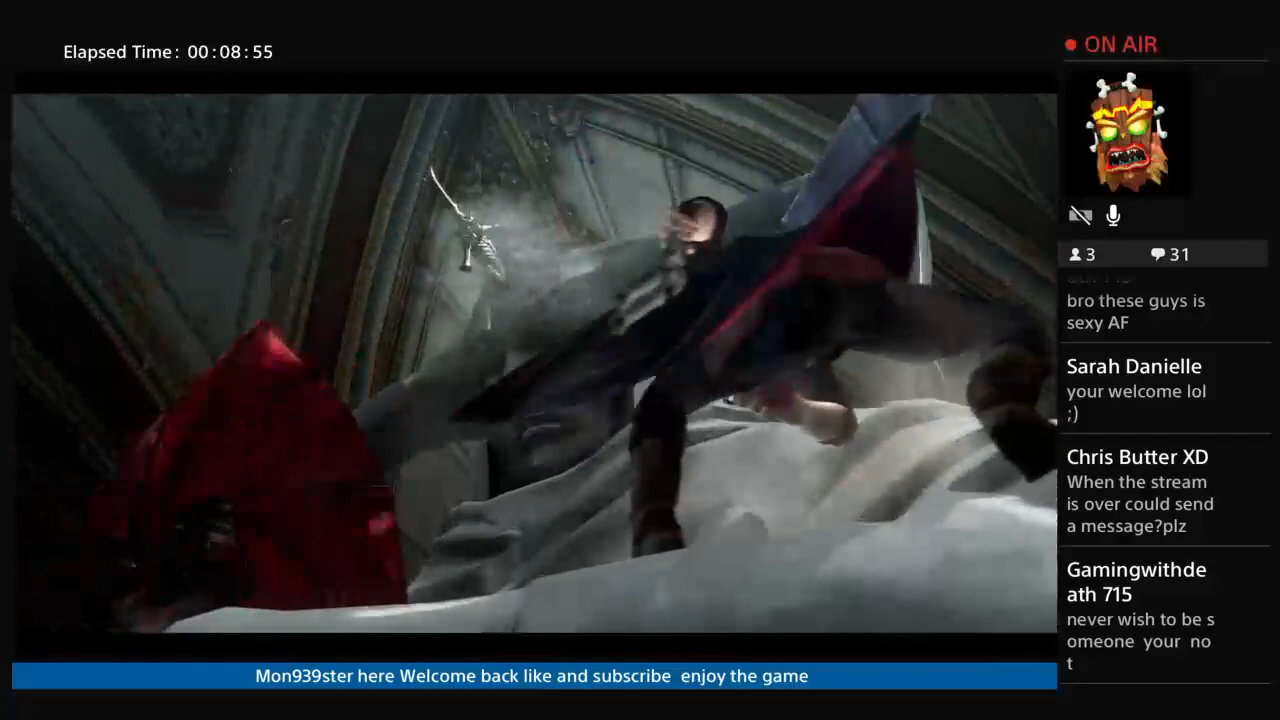 Elapsed Time: 00:08:55
ON AIR
3
31
bro these guys is
sexy AF
Sarah Danielle
your welcome lol
;)
Chris Butter XD
When the stream
is over could send
a message?plz
Gamingwithde
ath 715
never wish to be s
omeone your no
t
Mon939ster here Welcome back like and subscribe enjoy the game